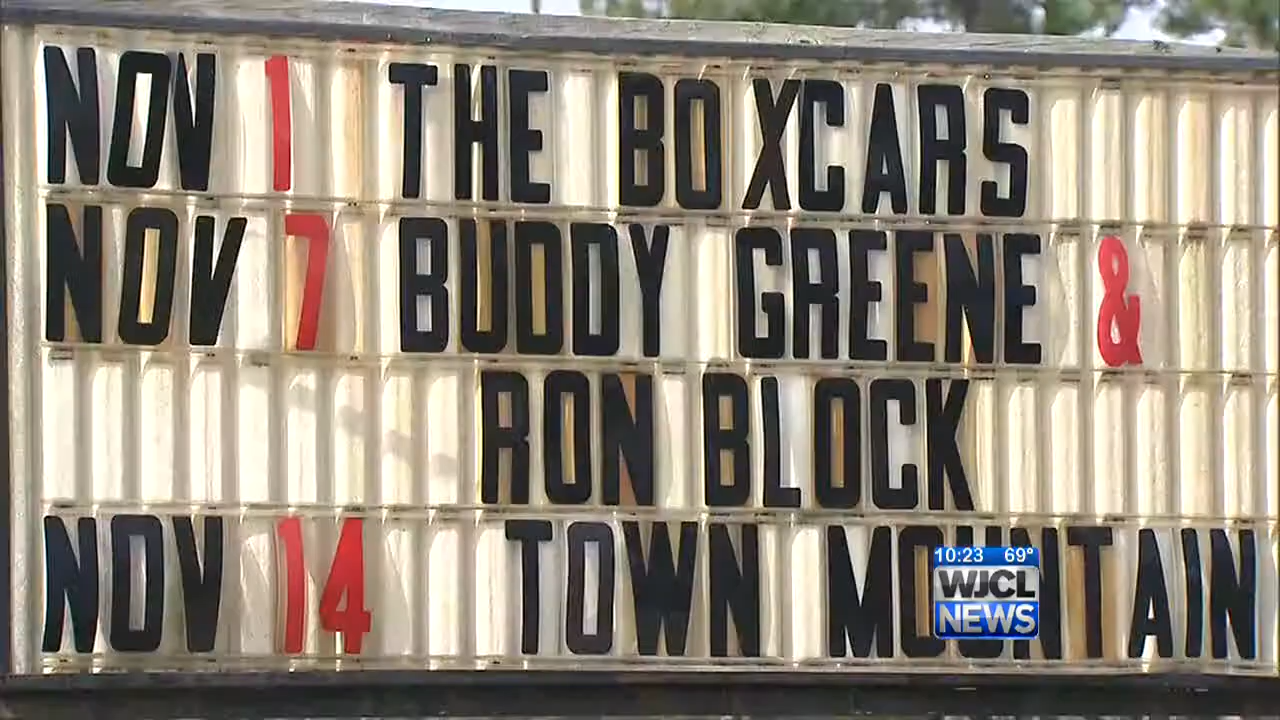 NOV 1 THE BOXCARS
NOV 7 BUDDY GREENE &
RON BLOCK
NOV 14 TOWN MOUNTAIN
10:23 69°
WJCL
NEWS